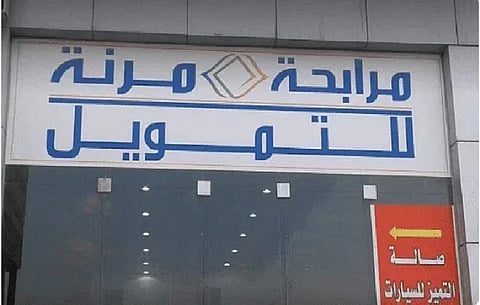 مرابحة مرنة
للتمويل
صالة
التميز للسيارات